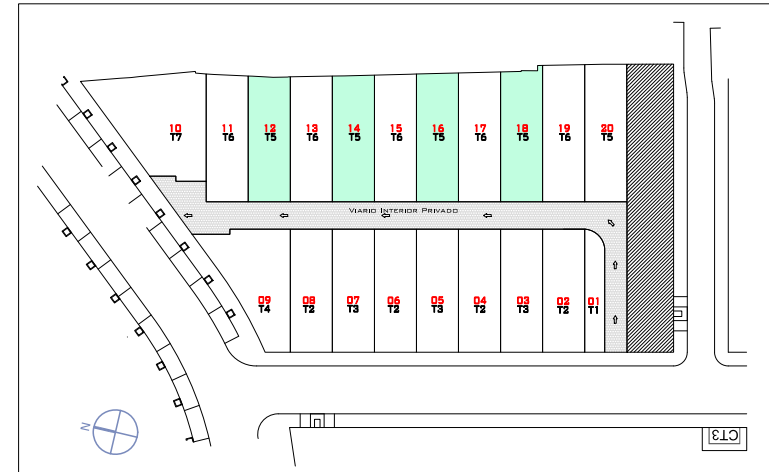 10
T7
11
T6
12
T5
13
T6
14
T5
15
T6
16
T5
17
T6
18
T5
19
T6
20
T5
Viario Interior Privado
09
T4
08
T2
07
T3
06
T2
05
T3
04
T2
03
T3
02
T2
01
T1
N
CT3